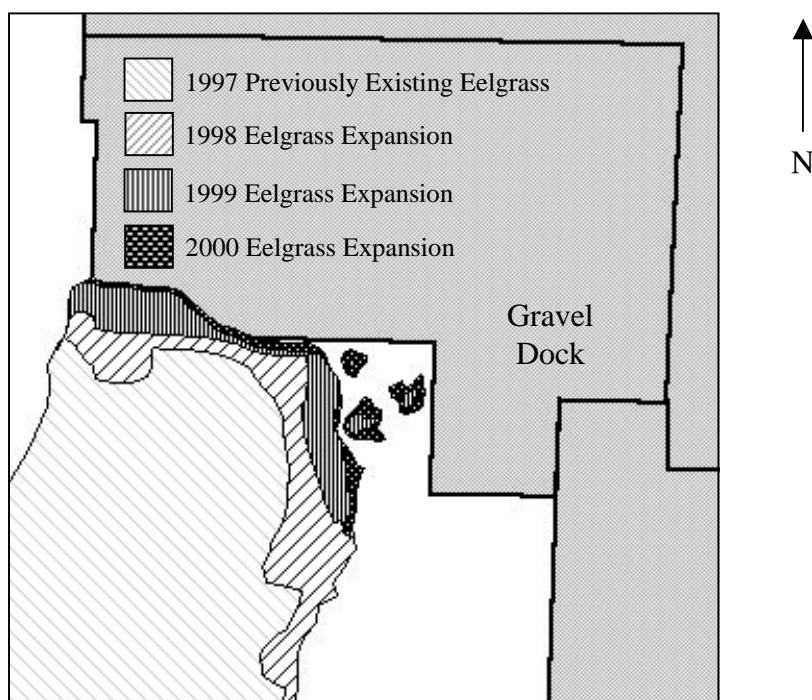 1997 Previously Existing Eelgrass
1998 Eelgrass Expansion
1999 Eelgrass Expansion
2000 Eelgrass Expansion
Gravel
Dock
N